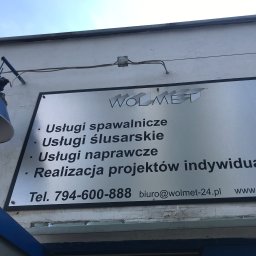 WOLMET
· Usługi spawalnicze
· Usługi ślusarskie
· Usługi naprawcze
· Realizacja projektów indywidua
Tel. 794-600-888 biuro@wolmet-24.pl www.